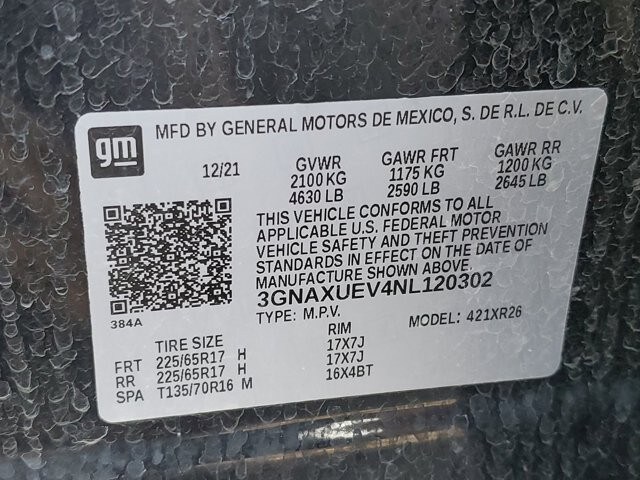 gm
MFD BY GENERAL MOTORS DE MEXICO, S. DE R.L. DE C.V.
12/21 GVWR GAWR FRT GAWR RR
2100 KG 1175 KG 1200 KG
4630 LB 2590 LB 2645 LB
THIS VEHICLE CONFORMS TO ALL
APPLICABLE U.S. FEDERAL MOTOR
VEHICLE SAFETY AND THEFT PREVENTION
STANDARDS IN EFFECT ON THE DATE OF
MANUFACTURE SHOWN ABOVE.
3GNAXUEV4NL120302
384A TYPE: M.P.V. MODEL: 421XR26
TIRE SIZE RIM
FRT 225/65R17 H 17X7J
RR 225/65R17 H 17X7J
SPA T135/70R16 M 16X4BT